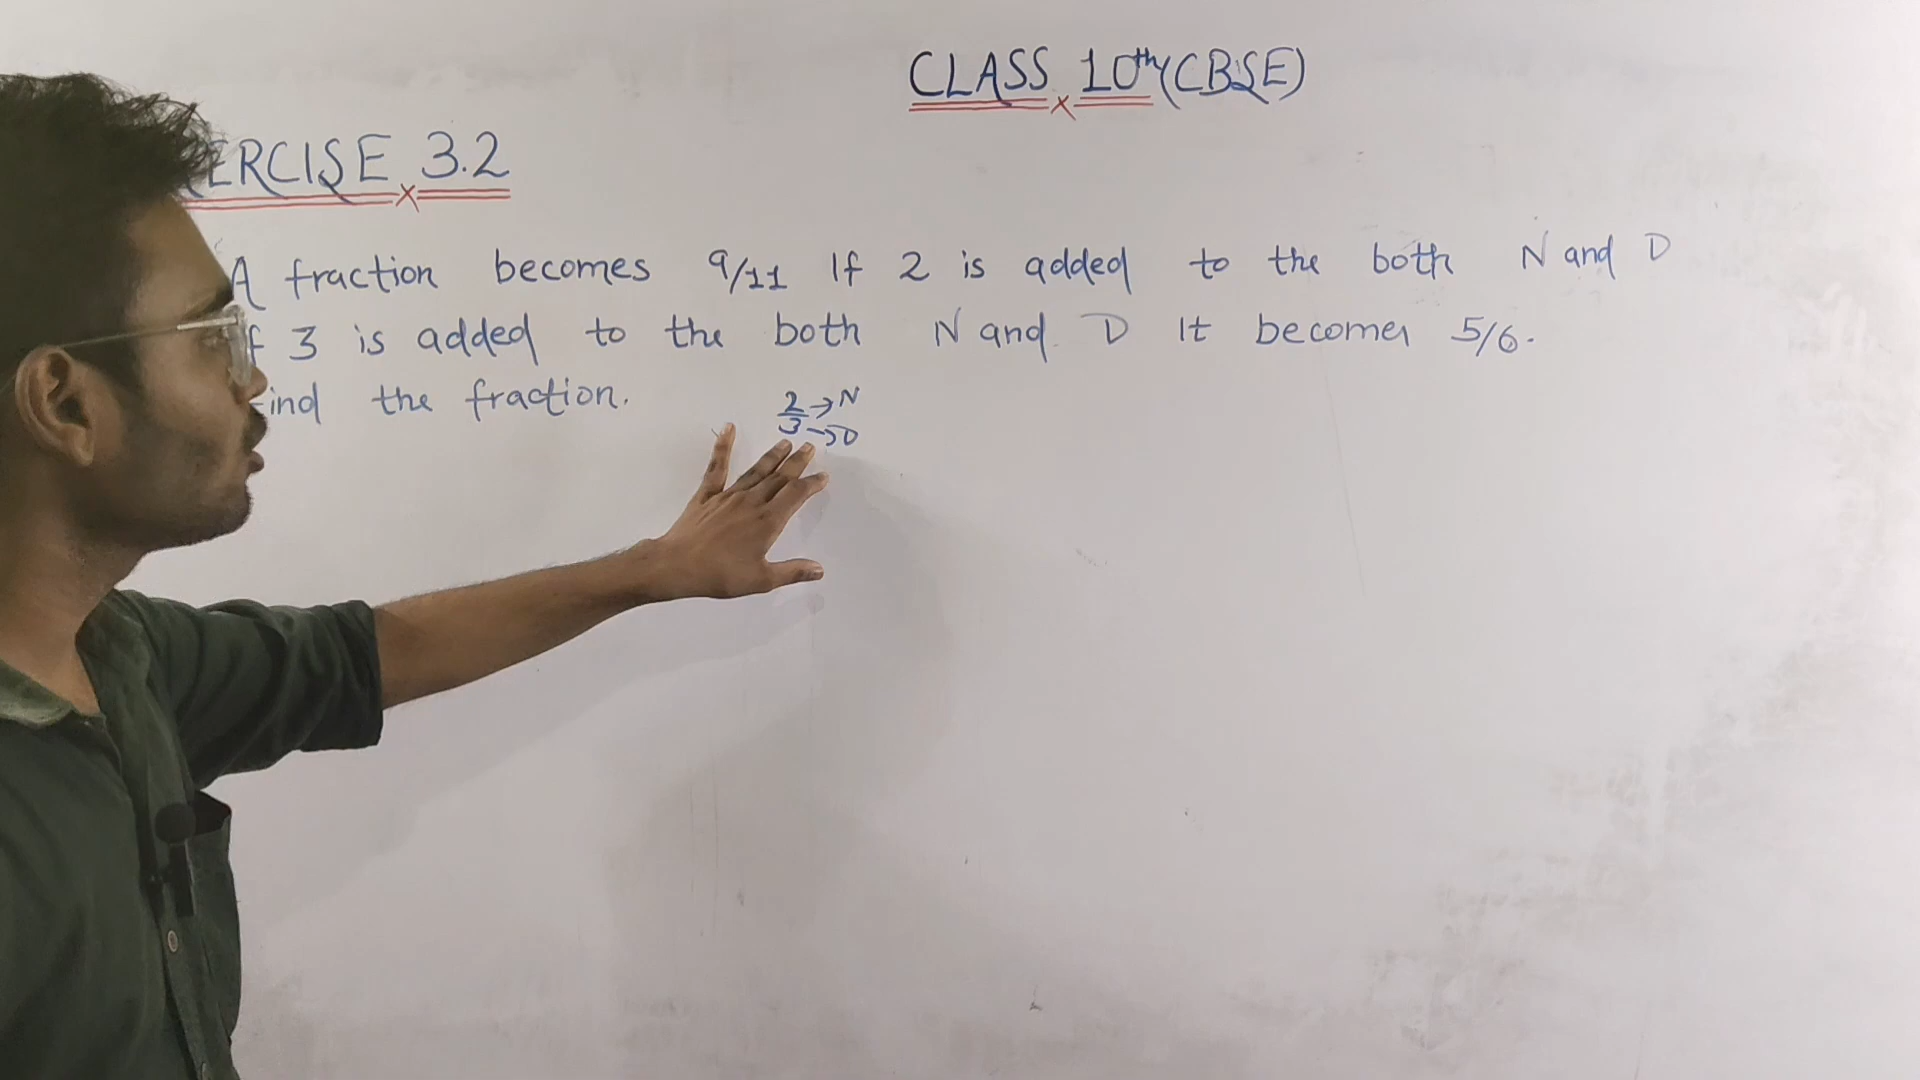 CLASS 10th (CBSE)
ERCISE 3.2
A fraction becomes 9/11 If 2 is added to the both N and D
f 3 is added to the both N and D It becomes 5/6.
ind the fraction.
2 → N
3 → D